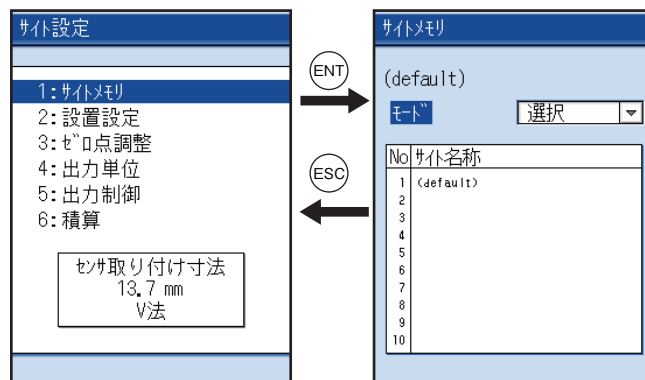 サイト設定
1:サイトメモリ
2:設置設定
3:ゼロ点調整
4:出力単位
5:出力制御
6:積算
センサ取り付け寸法
13.7 mm
V法
ENT
ESC
サイトメモリ
(default)
モード 選択
No サイト名称
1 (default)
2
3
4
5
6
7
8
9
10